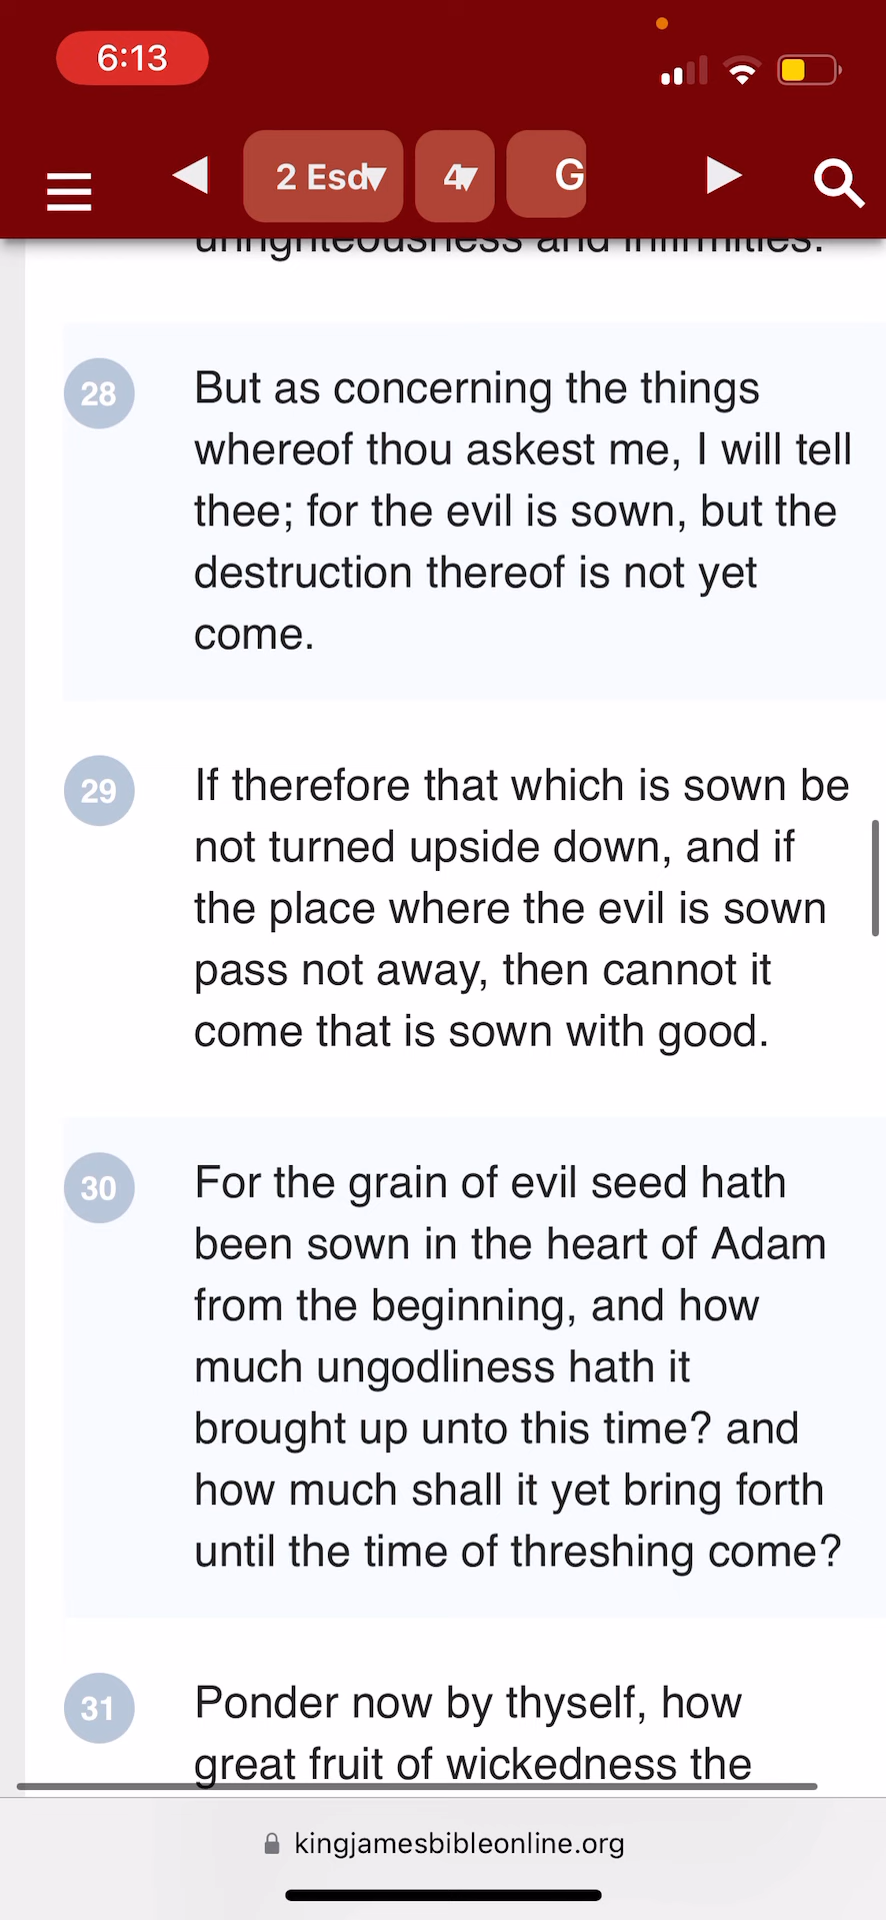 6:13
2 Esd
4
G
unrighteousness and infirmities.
28
But as concerning the things
whereof thou askest me, I will tell
thee; for the evil is sown, but the
destruction thereof is not yet
come.
29
If therefore that which is sown be
not turned upside down, and if
the place where the evil is sown
pass not away, then cannot it
come that is sown with good.
30
For the grain of evil seed hath
been sown in the heart of Adam
from the beginning, and how
much ungodliness hath it
brought up unto this time? and
how much shall it yet bring forth
until the time of threshing come?
31
Ponder now by thyself, how
great fruit of wickedness the
kingjamesbibleonline.org